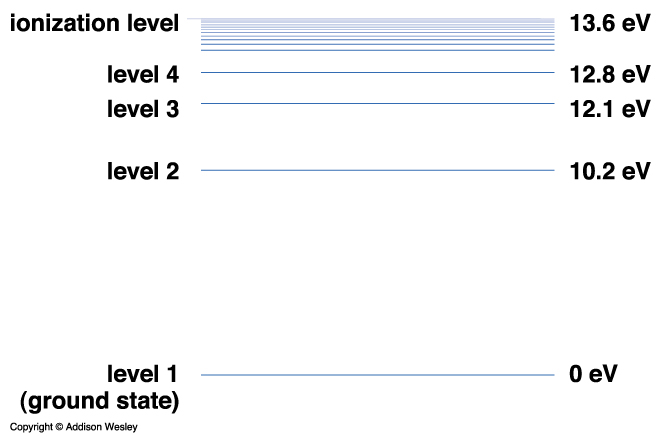 ionization level 13.6 eV
level 4 12.8 eV
level 3 12.1 eV
level 2 10.2 eV
level 1 0 eV
(ground state)
Copyright © Addison Wesley